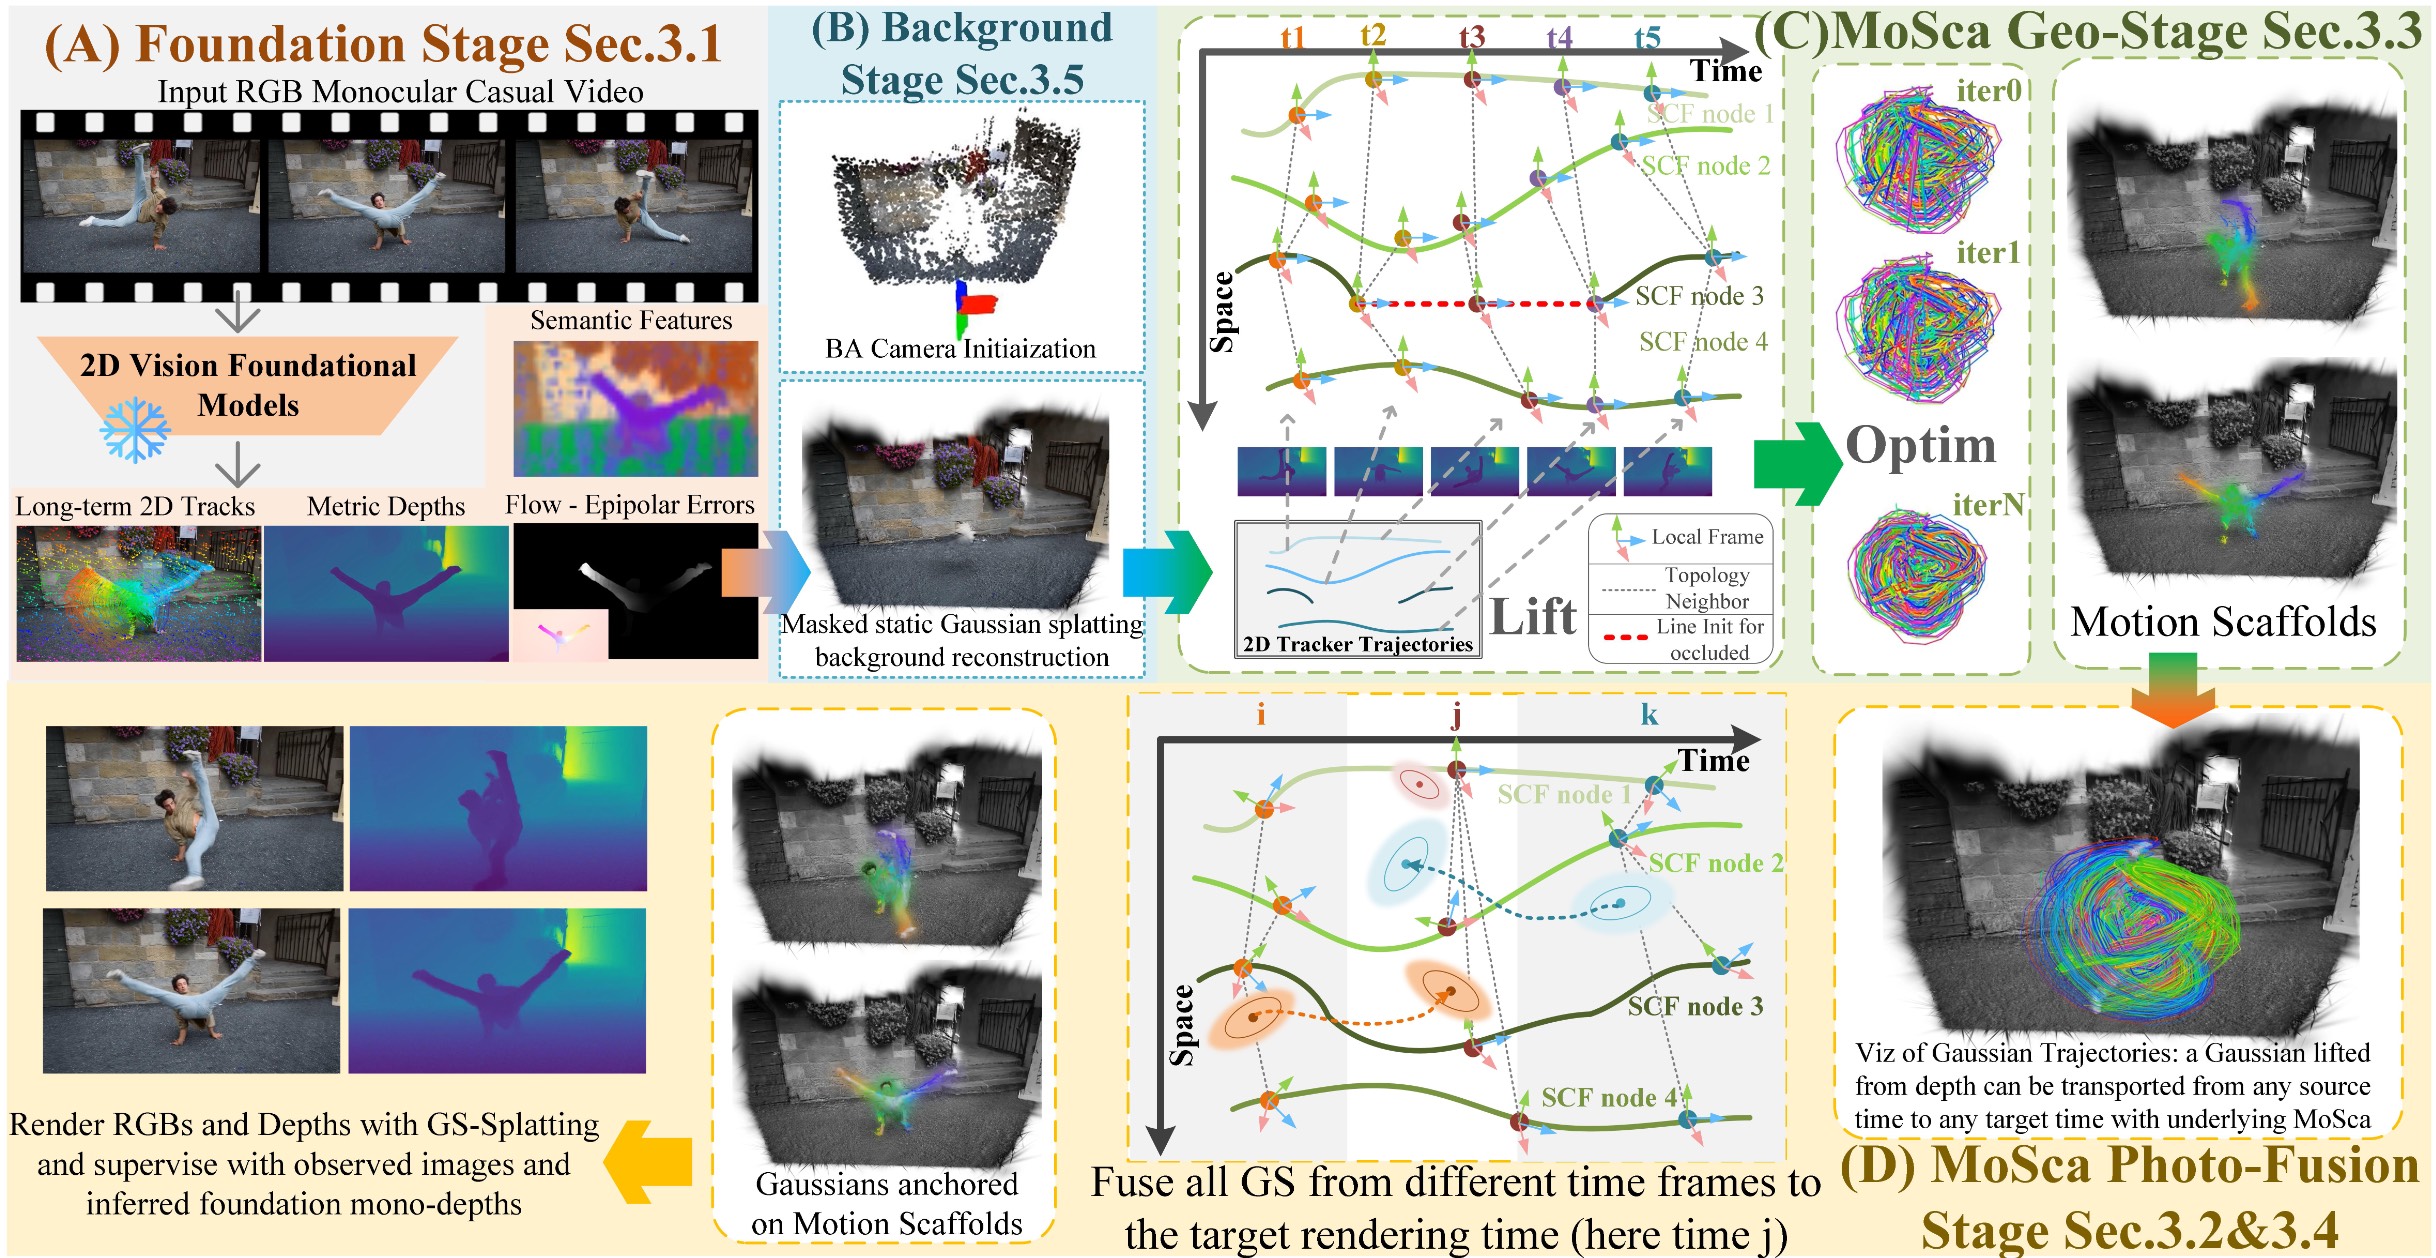 (A) Foundation Stage Sec.3.1
Input RGB Monocular Casual Video
2D Vision Foundational
Models
Semantic Features
Long-term 2D Tracks
Metric Depths
Flow - Epipolar Errors
(B) Background
Stage Sec.3.5
BA Camera Initiaization
Masked static Gaussian splatting
background reconstruction
(C)MoSca Geo-Stage Sec.3.3
t1 t2 t3 t4 t5
Time
Space
SCF node 1
SCF node 2
SCF node 3
SCF node 4
2D Tracker Trajectories
Lift
Local Frame
Topology
Neighbor
Line Init for
occluded
iter0
iter1
Optim
iterN
Motion Scaffolds
Viz of Gaussian Trajectories: a Gaussian lifted
from depth can be transported from any source
time to any target time with underlying MoSca
(D) MoSca Photo-Fusion
Stage Sec.3.2&3.4
i j k
Time
Space
SCF node 1
SCF node 2
SCF node 3
SCF node 4
Fuse all GS from different time frames to
the target rendering time (here time j)
Gaussians anchored
on Motion Scaffolds
Render RGBs and Depths with GS-Splatting
and supervise with observed images and
inferred foundation mono-depths